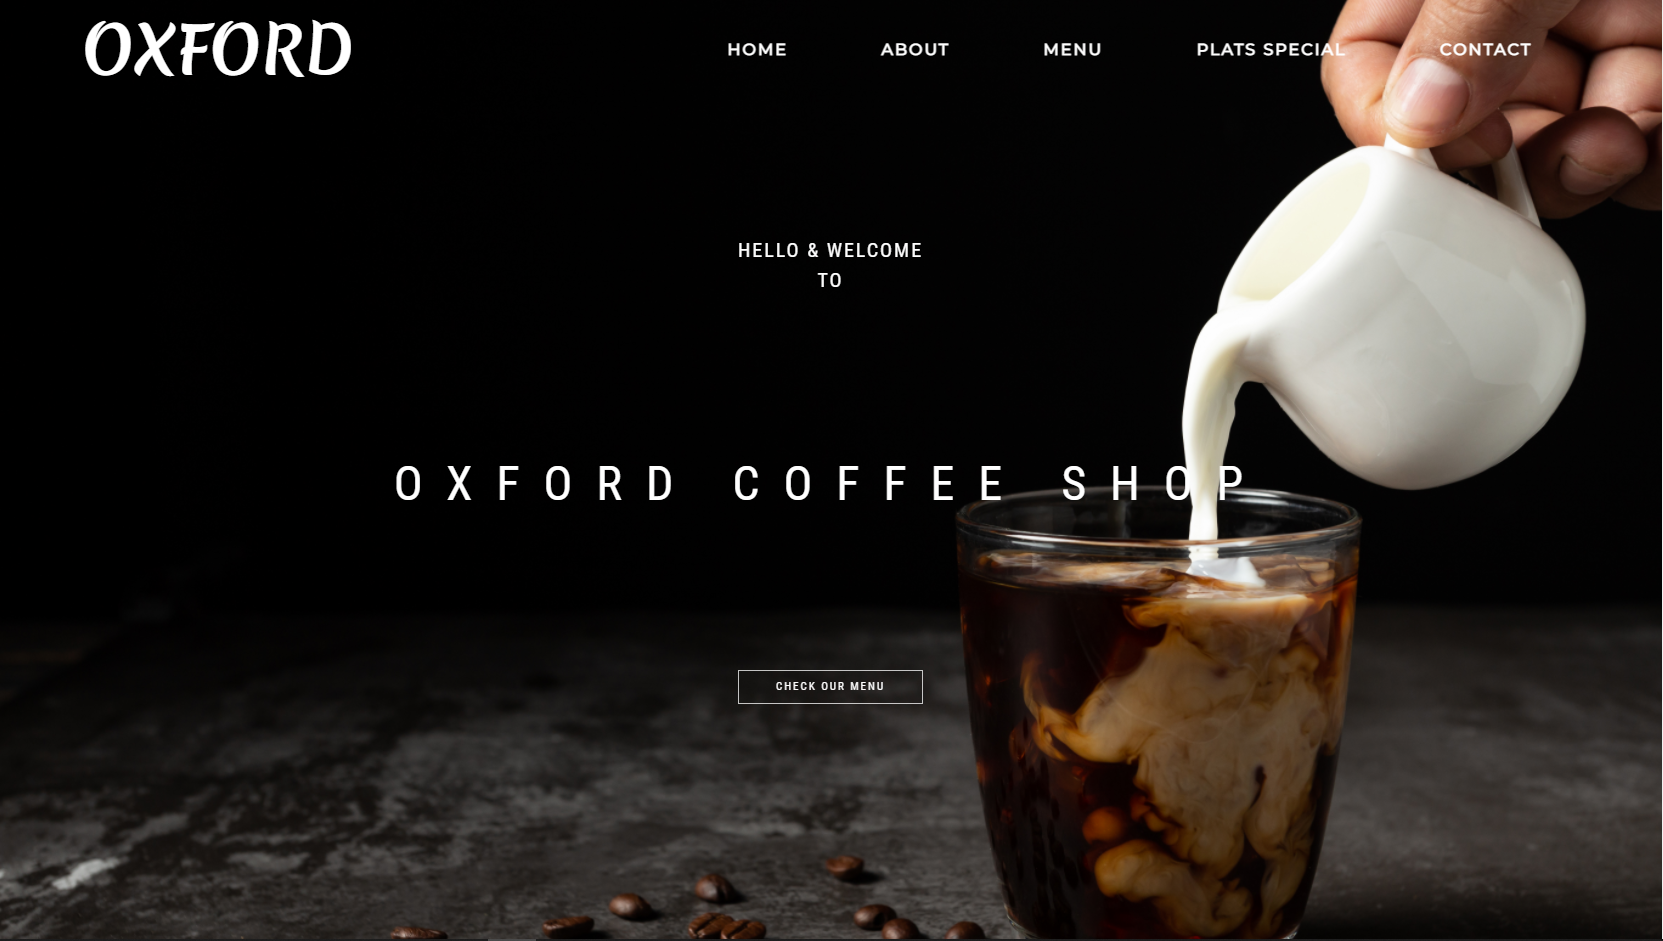 OXFORD
HOME ABOUT MENU PLATS SPECIAL CONTACT
HELLO & WELCOME
TO
OXFORD COFFEE SHOP
CHECK OUR MENU